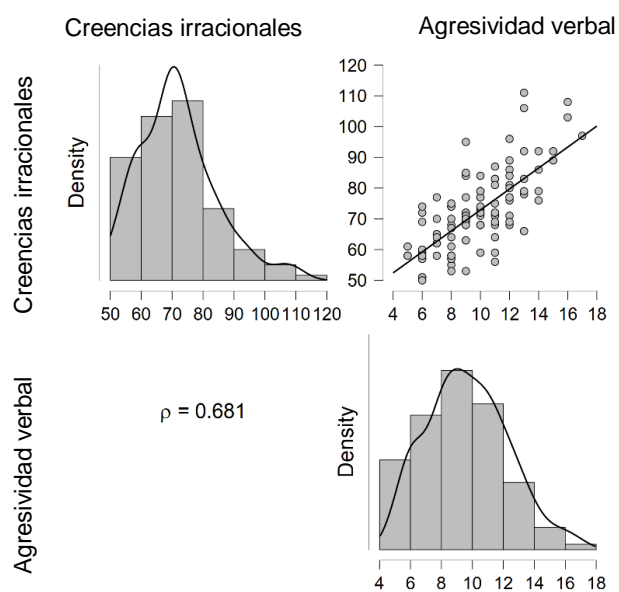 Creencias irracionales
Agresividad verbal
Creencias irracionales
Density
50 60 70 80 90 100 110 120
120
110
100
90
80
70
60
50
4 6 8 10 12 14 16 18
Agresividad verbal
ρ = 0.681
Density
4 6 8 10 12 14 16 18